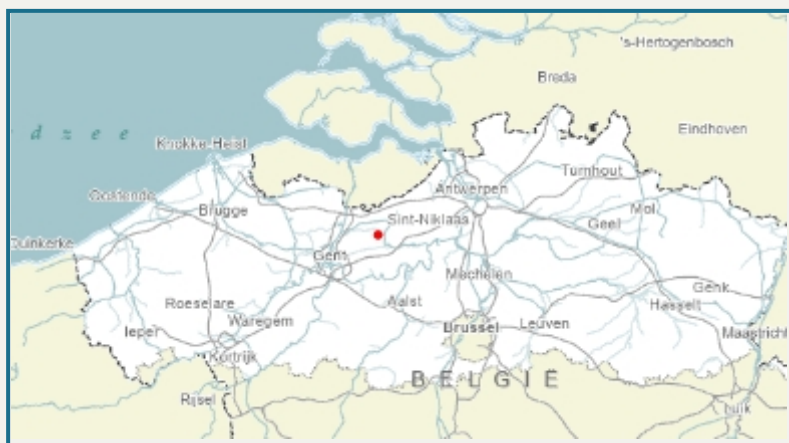 's-Hertogenbosch
Breda
d z e e
Eindhoven
Knokke-Heist
Turnhout
Antwerpen
Oostende
Brugge
Sint-Niklaas
Mol
Geel
Duinkerke
Gent
Mechelen
Genk
Roeselare
Aalst
Hasselt
Ieper
Waregem
Brussel
Leuven
Maastricht
Kortrijk
BELGIË
Rijsel
Luik